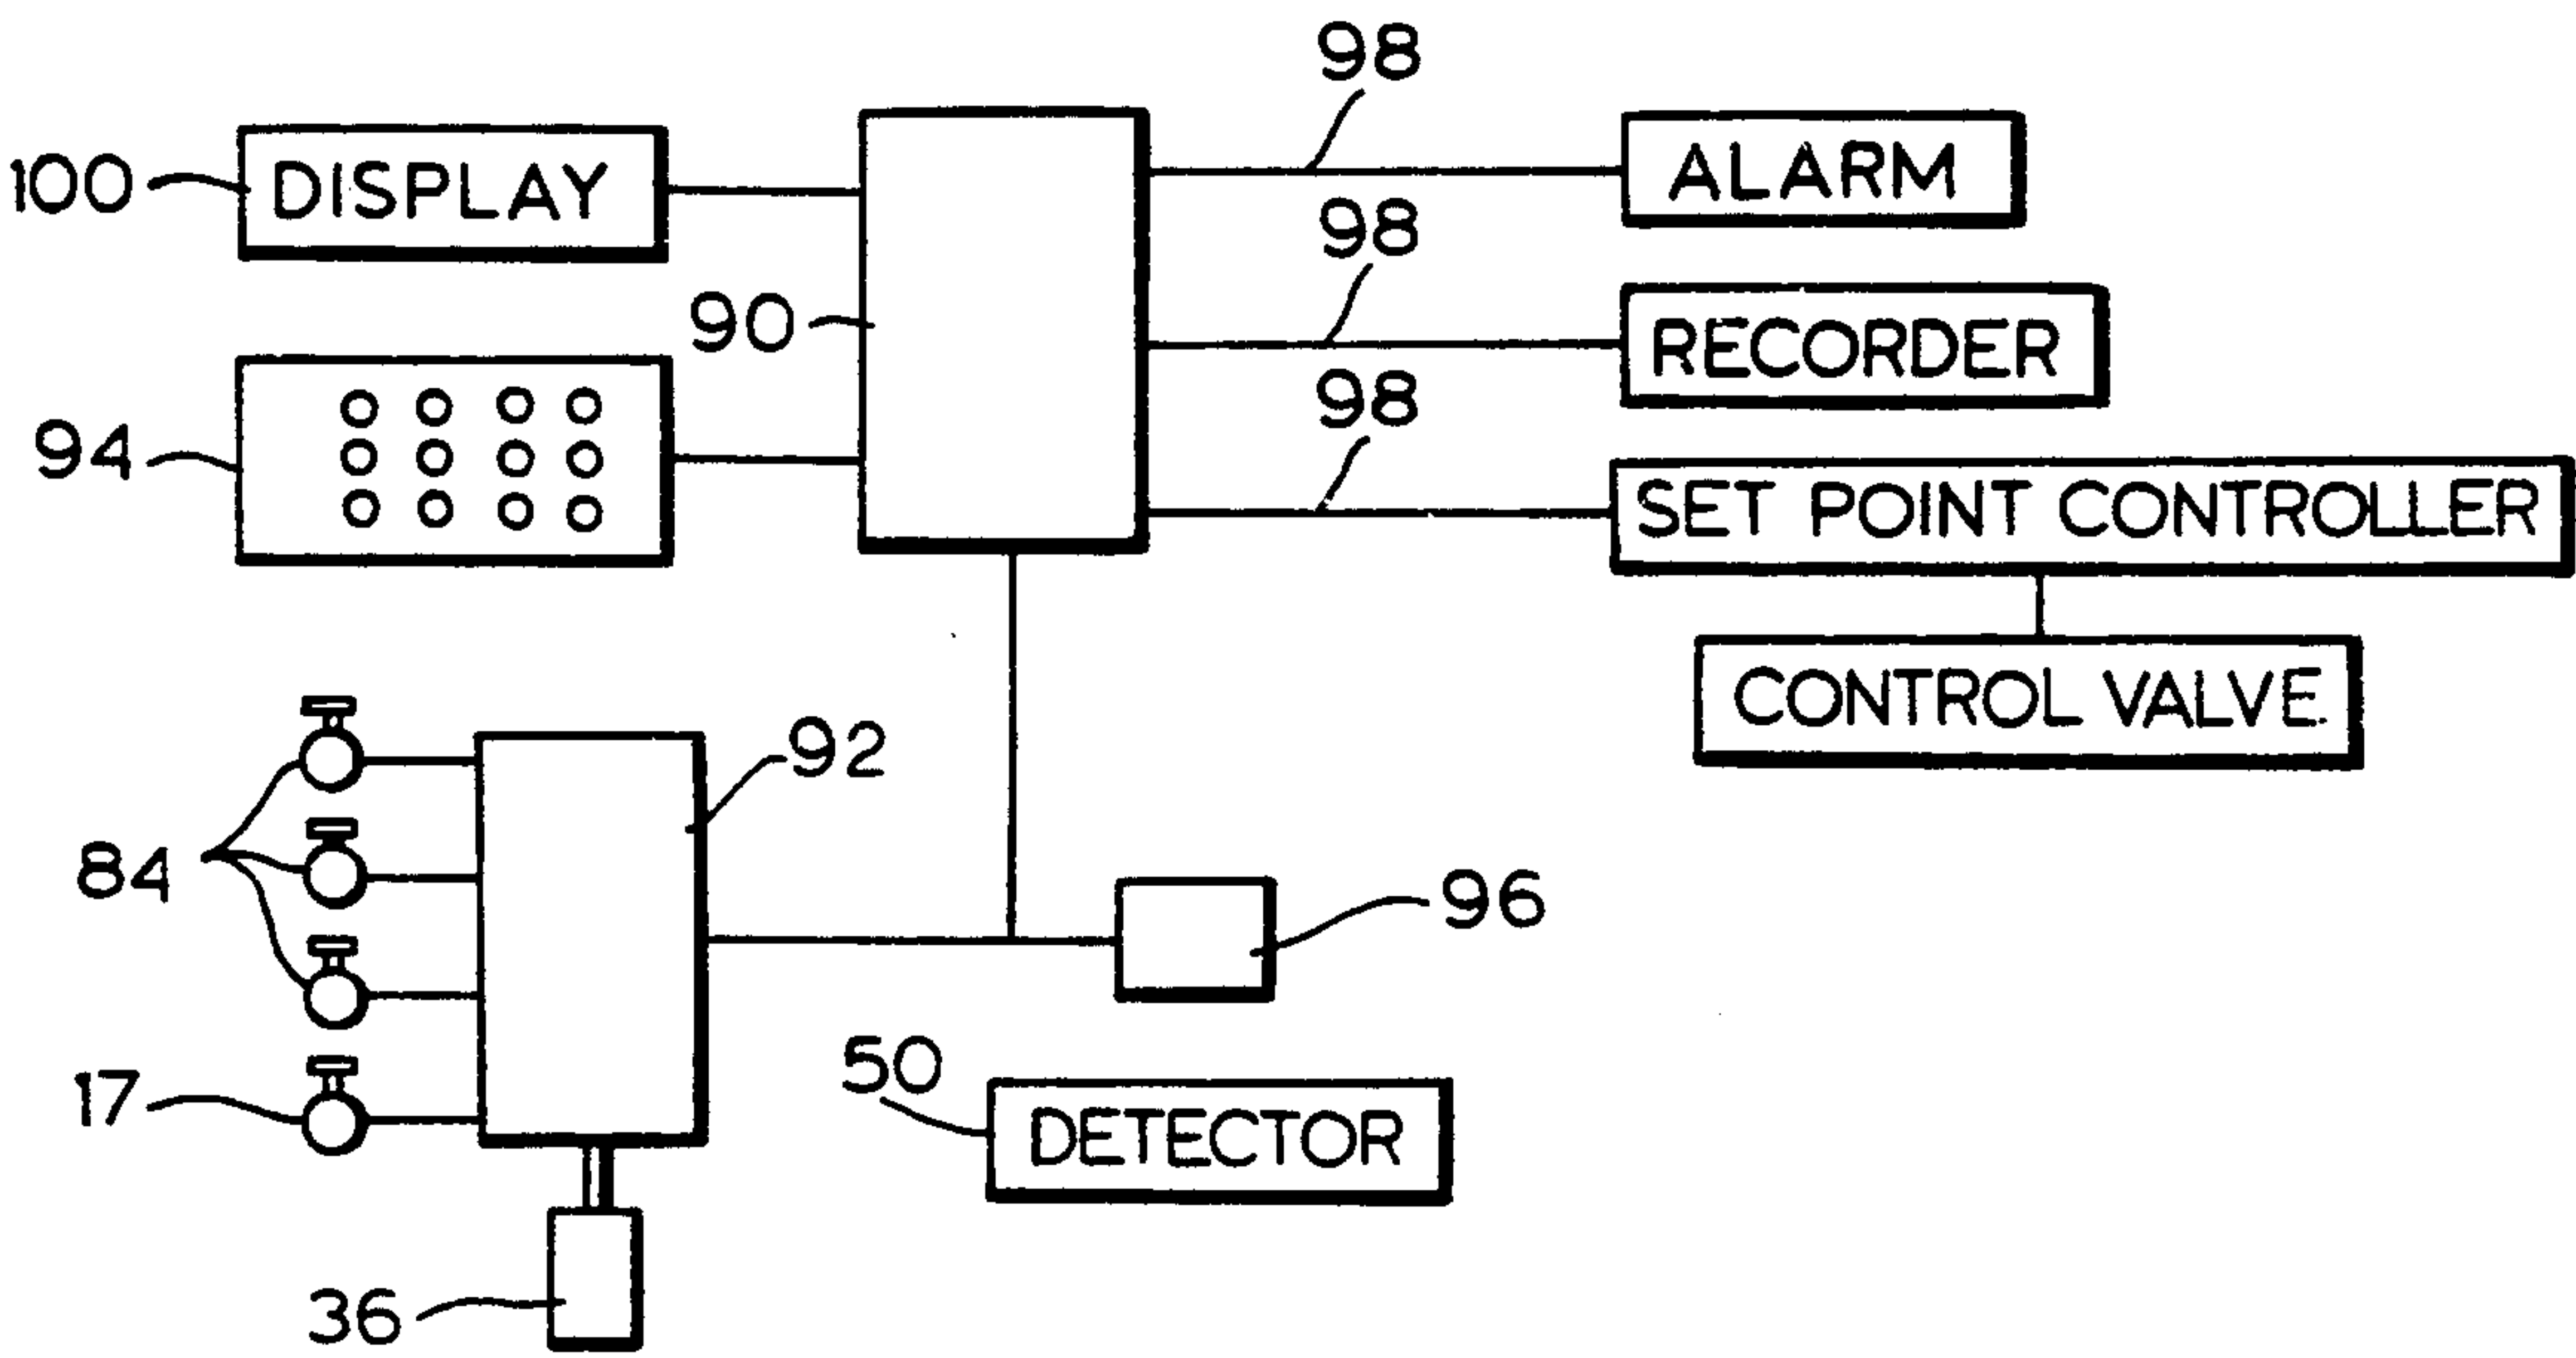 98
100
DISPLAY
ALARM
98
90
RECORDER
94
98
SET POINT CONTROLLER
CONTROL VALVE
92
84
96
50
17
DETECTOR
36